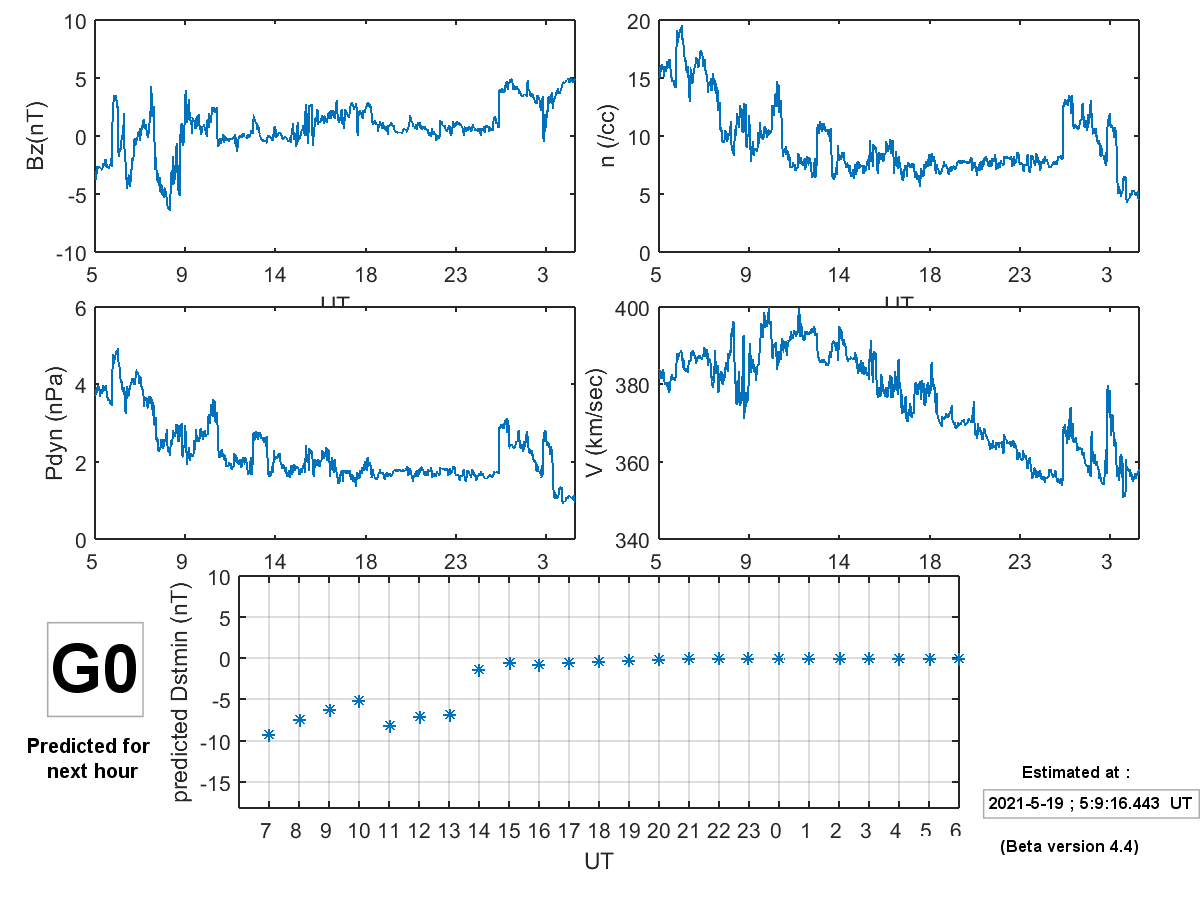 Bz(nT)
10
5
0
-5
-10
5 9 14 18 23 3
UT
n (/cc)
20
15
10
5
0
5 9 14 18 23 3
UT
Pdyn (nPa)
6
4
2
0
5 9 14 18 23 3
V (km/sec)
400
380
360
340
5 9 14 18 23 3
predicted Dstmin (nT)
10
5
0
-5
-10
-15
7 8 9 10 11 12 13 14 15 16 17 18 19 20 21 22 23 0 1 2 3 4 5 6
UT
G0
Predicted for
next hour
Estimated at :
2021-5-19 ; 5:9:16.443 UT
(Beta version 4.4)